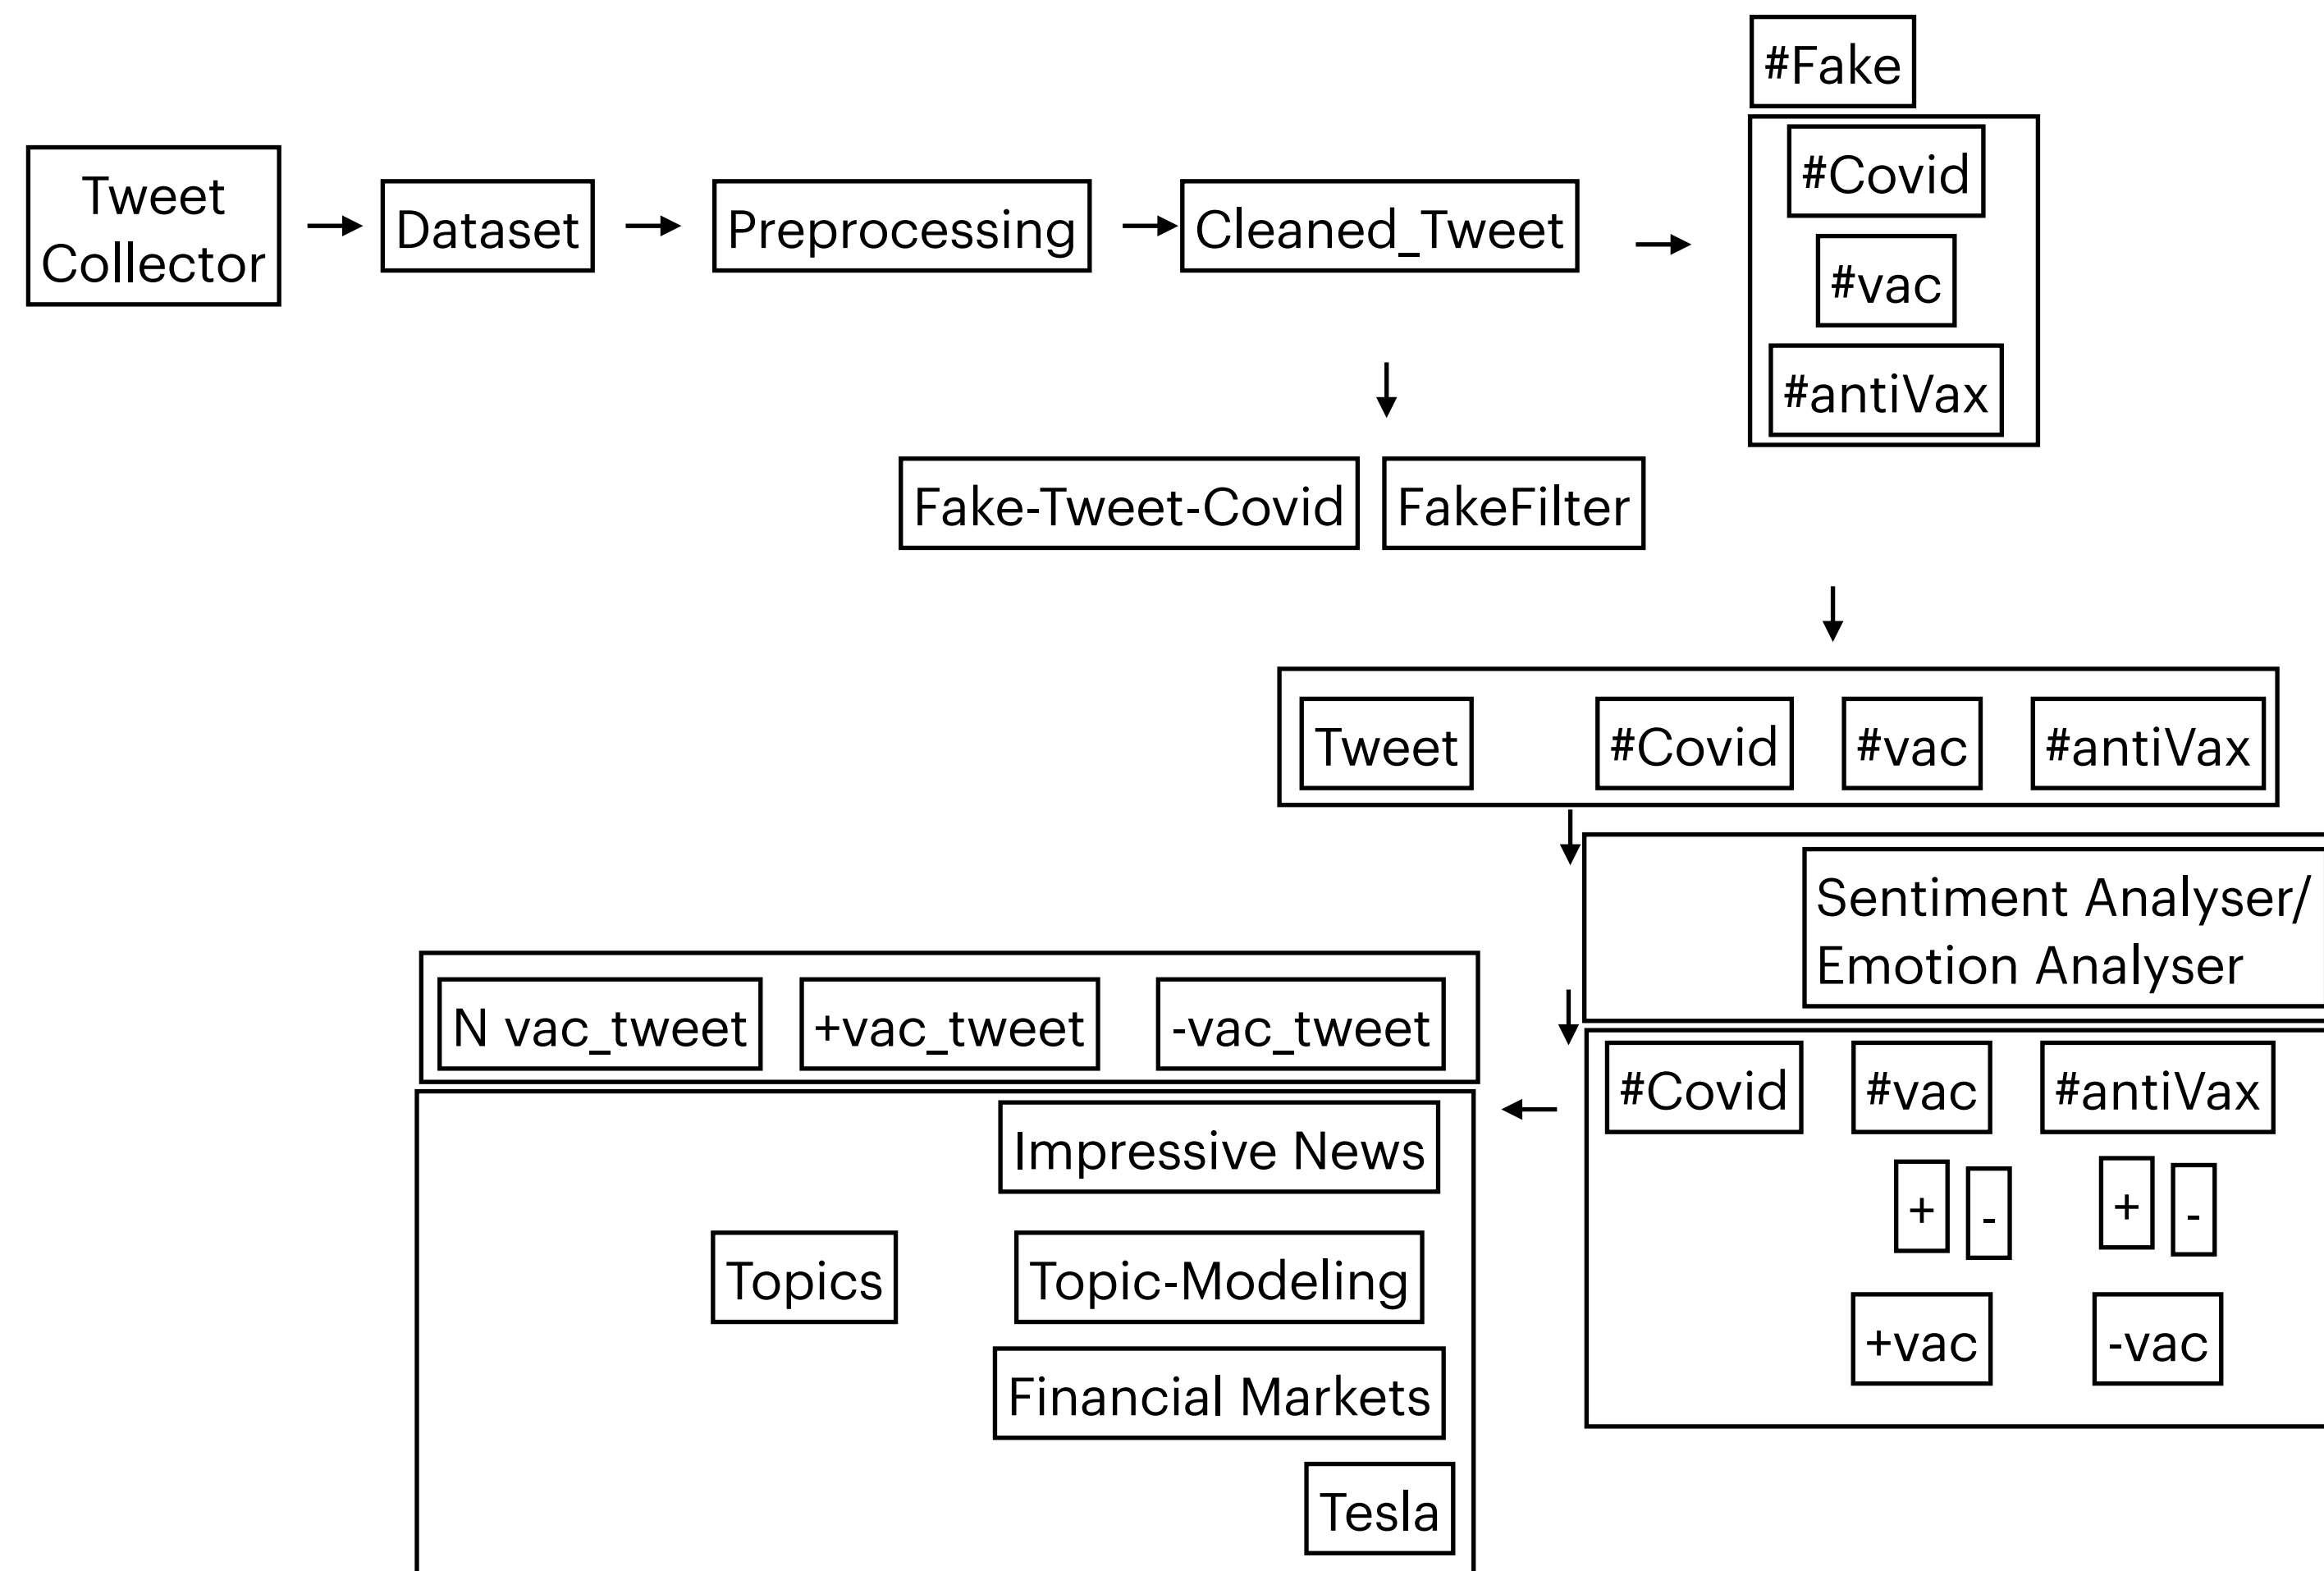 #Fake
Tweet
Collector
Dataset
Preprocessing
Cleaned_Tweet
#Covid
#vac
#antiVax
Fake-Tweet-Covid
FakeFilter
Tweet
#Covid
#vac
#antiVax
Sentiment Analyser/
Emotion Analyser
N vac_tweet
+vac_tweet
-vac_tweet
#Covid
#vac
#antiVax
+
-
+
-
+vac
-vac
Impressive News
Topics
Topic-Modeling
Financial Markets
Tesla